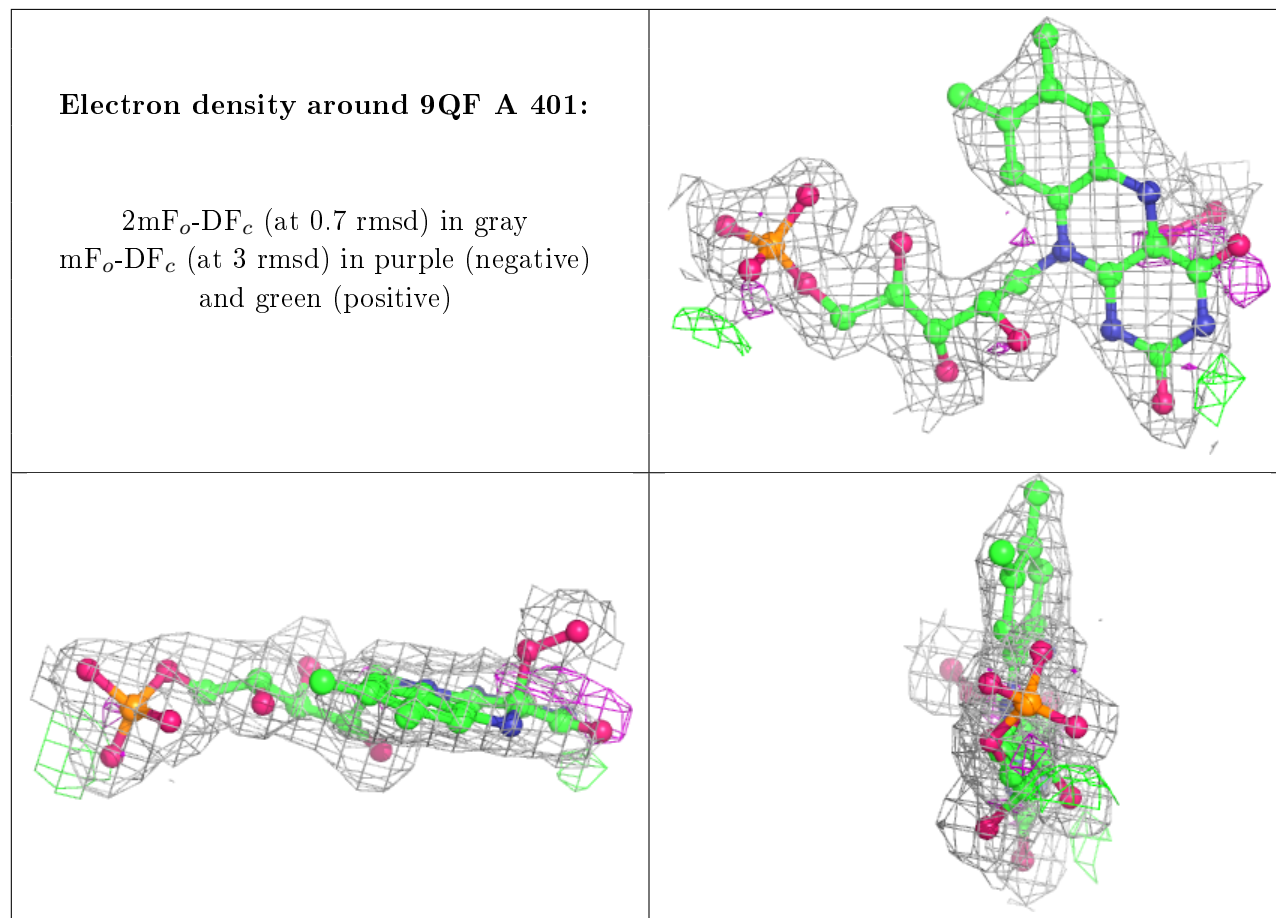 Electron density around 9QF A 401:
2mFo-DFc (at 0.7 rmsd) in gray
mFo-DFc (at 3 rmsd) in purple (negative)
and green (positive)